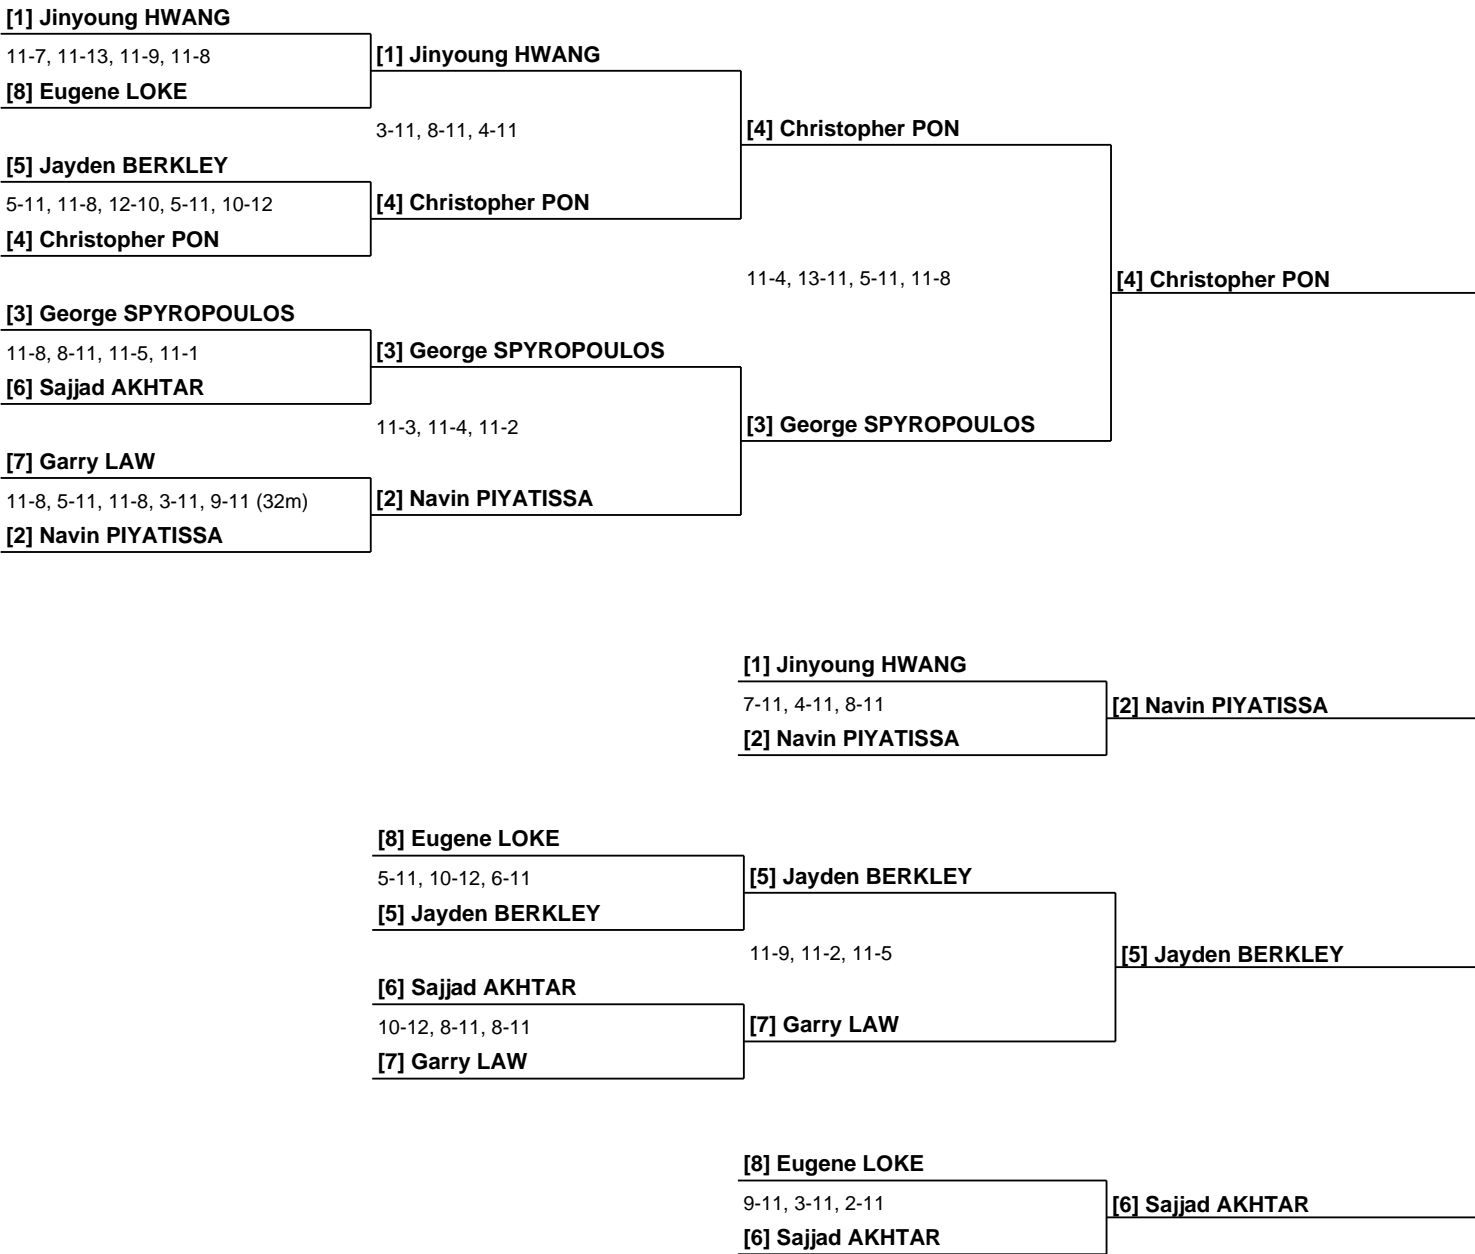 [1] Jinyoung HWANG
11-7, 11-13, 11-9, 11-8
[1] Jinyoung HWANG
[8] Eugene LOKE
3-11, 8-11, 4-11
[4] Christopher PON
[5] Jayden BERKLEY
5-11, 11-8, 12-10, 5-11, 10-12
[4] Christopher PON
[4] Christopher PON
11-4, 13-11, 5-11, 11-8
[4] Christopher PON
[3] George SPYROPOULOS
11-8, 8-11, 11-5, 11-1
[3] George SPYROPOULOS
[6] Sajjad AKHTAR
11-3, 11-4, 11-2
[3] George SPYROPOULOS
[7] Garry LAW
11-8, 5-11, 11-8, 3-11, 9-11 (32m)
[2] Navin PIYATISSA
[2] Navin PIYATISSA
[1] Jinyoung HWANG
7-11, 4-11, 8-11
[2] Navin PIYATISSA
[2] Navin PIYATISSA
[8] Eugene LOKE
5-11, 10-12, 6-11
[5] Jayden BERKLEY
[5] Jayden BERKLEY
11-9, 11-2, 11-5
[5] Jayden BERKLEY
[6] Sajjad AKHTAR
10-12, 8-11, 8-11
[7] Garry LAW
[7] Garry LAW
[8] Eugene LOKE
9-11, 3-11, 2-11
[6] Sajjad AKHTAR
[6] Sajjad AKHTAR